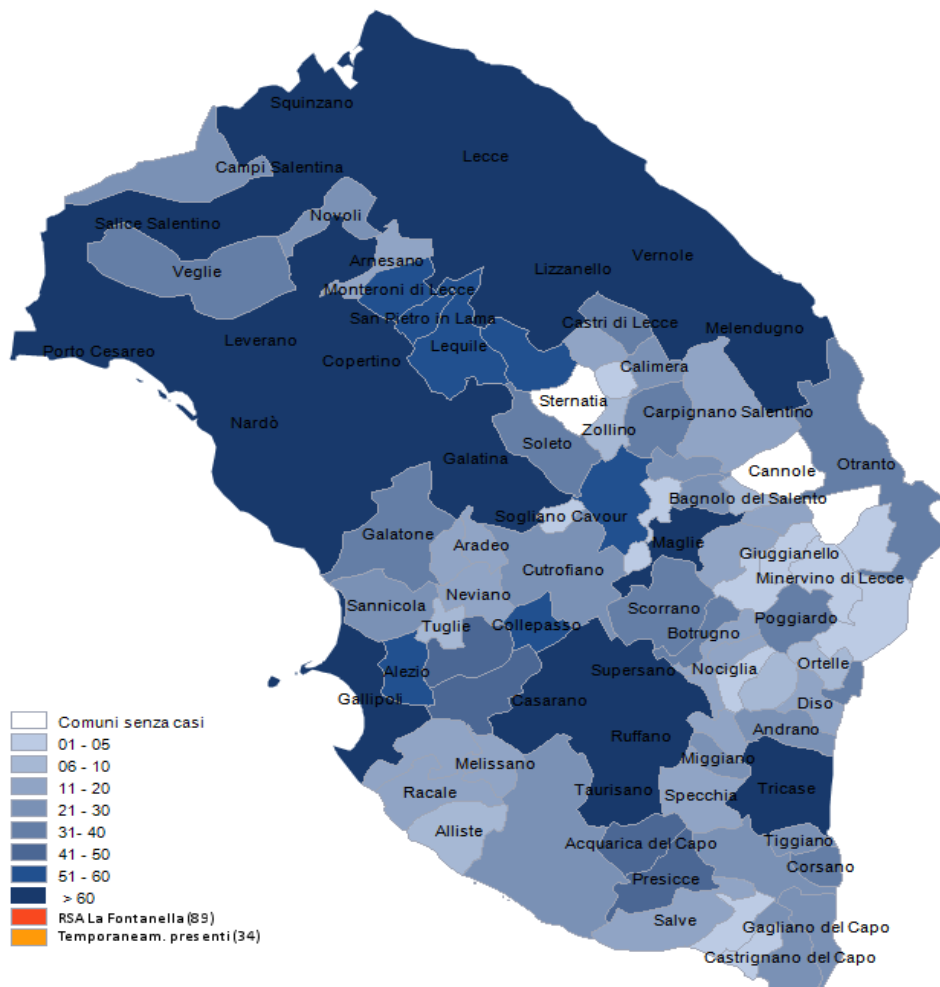 Squinzano
Lecce
Campi Salentina
Novoli
Salice Salentino
Vernole
Arnesano
Lizzanello
Veglie
Monteroni di Lecce
San Pietro in Lama
Castri di Lecce
Melendugno
Leverano
Lequile
Porto Cesareo
Copertino
Calimera
Sternatia
Carpignano Salentino
Nardò
Zollino
Soleto
Galatina
Cannole
Otranto
Bagnolo del Salento
Sogliano Cavour
Galatone
Aradeo
Maglie
Giuggianello
Cutrofiano
Minervino di Lecce
Neviano
Sannicola
Scorrano
Poggiardo
Tuglie
Collepasso
Botrugno
Ortelle
Alezio
Supersano
Nociglia
Gallipoli
Casarano
Diso
Andrano
Ruffano
Melissano
Miggiano
Racale
Taurisano
Specchia
Tricase
Alliste
Acquarica del Capo
Tiggiano
Corsano
Presicce
Salve
Gagliano del Capo
Castrignano del Capo
Comuni senza casi
01 - 05
06 - 10
11 - 20
21 - 30
31- 40
41 - 50
51 - 60
> 60
RSA La Fontanella (89)
Temporaneam. presenti (34)